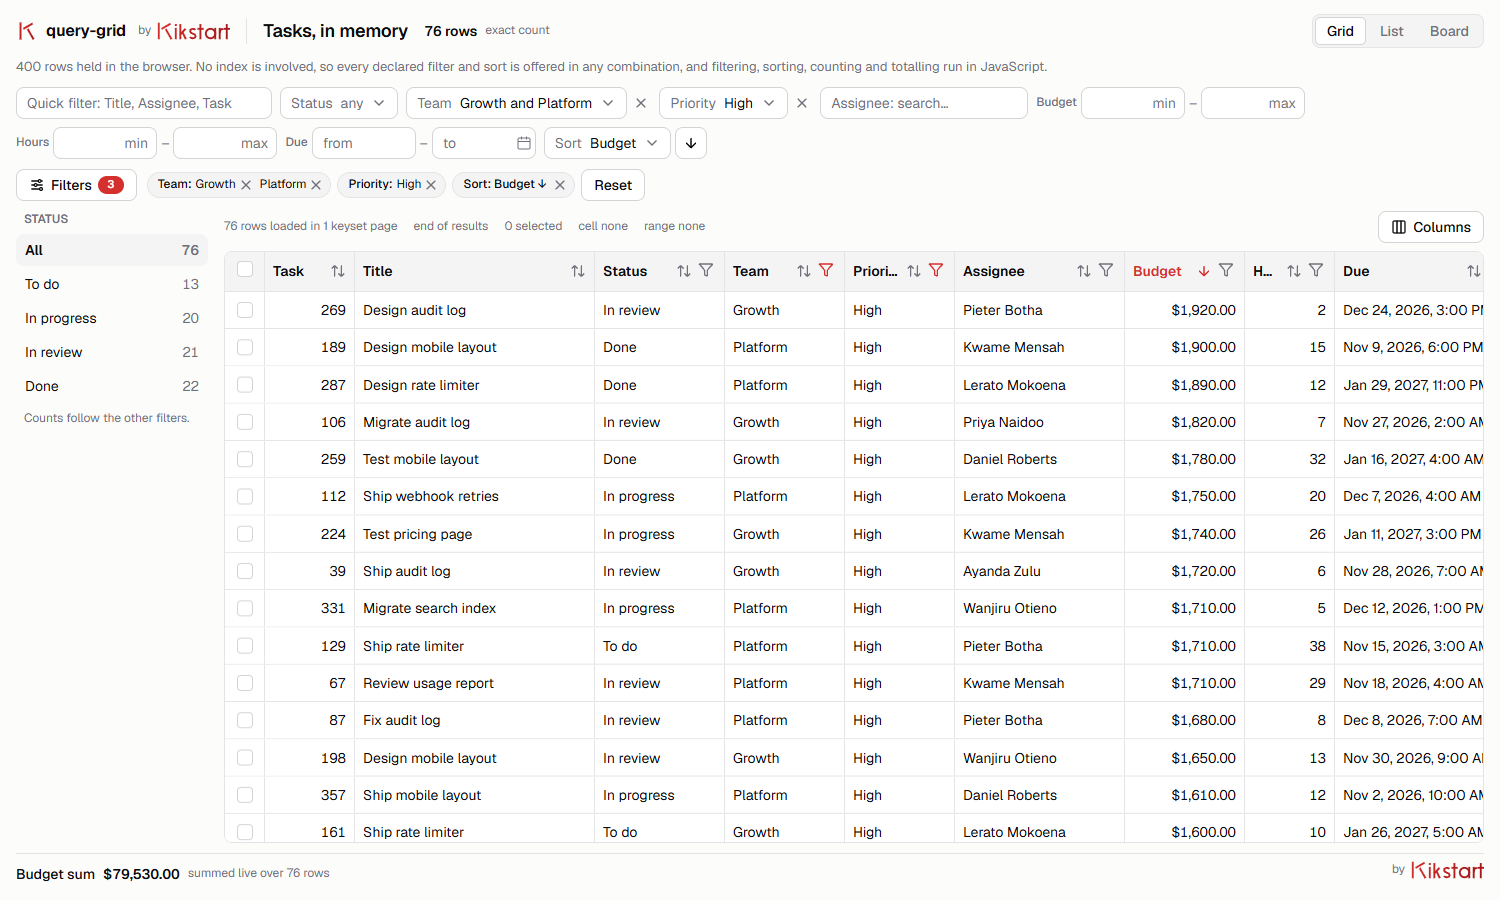 query-grid by Kikstart Tasks, in memory 76 rows exact count Grid List Board
400 rows held in the browser. No index is involved, so every declared filter and sort is offered in any combination, and filtering, sorting, counting and totalling run in JavaScript.
Quick filter: Title, Assignee, Task Status any Team Growth and Platform Priority High Assignee: search... Budget min – max
Hours min – max Due from – to Sort Budget
Filters 3 Team: Growth Platform Priority: High Sort: Budget ↓ Reset
STATUS
All 76
To do 13
In progress 20
In review 21
Done 22
Counts follow the other filters.
76 rows loaded in 1 keyset page end of results 0 selected cell none range none Columns
Task Title Status Team Priori... Assignee Budget H... Due
269 Design audit log In review Growth High Pieter Botha $1,920.00 2 Dec 24, 2026, 3:00 PM
189 Design mobile layout Done Platform High Kwame Mensah $1,900.00 15 Nov 9, 2026, 6:00 PM
287 Design rate limiter Done Platform High Lerato Mokoena $1,890.00 12 Jan 29, 2027, 11:00 PM
106 Migrate audit log In review Growth High Priya Naidoo $1,820.00 7 Nov 27, 2026, 2:00 AM
259 Test mobile layout Done Growth High Daniel Roberts $1,780.00 32 Jan 16, 2027, 4:00 AM
112 Ship webhook retries In progress Platform High Lerato Mokoena $1,750.00 20 Dec 7, 2026, 4:00 AM
224 Test pricing page In progress Growth High Kwame Mensah $1,740.00 26 Jan 11, 2027, 3:00 PM
39 Ship audit log In review Growth High Ayanda Zulu $1,720.00 6 Nov 28, 2026, 7:00 AM
331 Migrate search index In progress Platform High Wanjiru Otieno $1,710.00 5 Dec 12, 2026, 1:00 PM
129 Ship rate limiter To do Platform High Pieter Botha $1,710.00 38 Nov 15, 2026, 3:00 AM
67 Review usage report In review Platform High Kwame Mensah $1,710.00 29 Nov 18, 2026, 4:00 AM
87 Fix audit log In review Platform High Pieter Botha $1,680.00 8 Dec 8, 2026, 7:00 AM
198 Design mobile layout In review Growth High Wanjiru Otieno $1,650.00 13 Nov 30, 2026, 9:00 AM
357 Ship mobile layout In progress Platform High Daniel Roberts $1,610.00 12 Nov 2, 2026, 10:00 AM
161 Ship rate limiter To do Growth High Lerato Mokoena $1,600.00 10 Jan 26, 2027, 5:00 AM
Budget sum $79,530.00 summed live over 76 rows by Kikstart